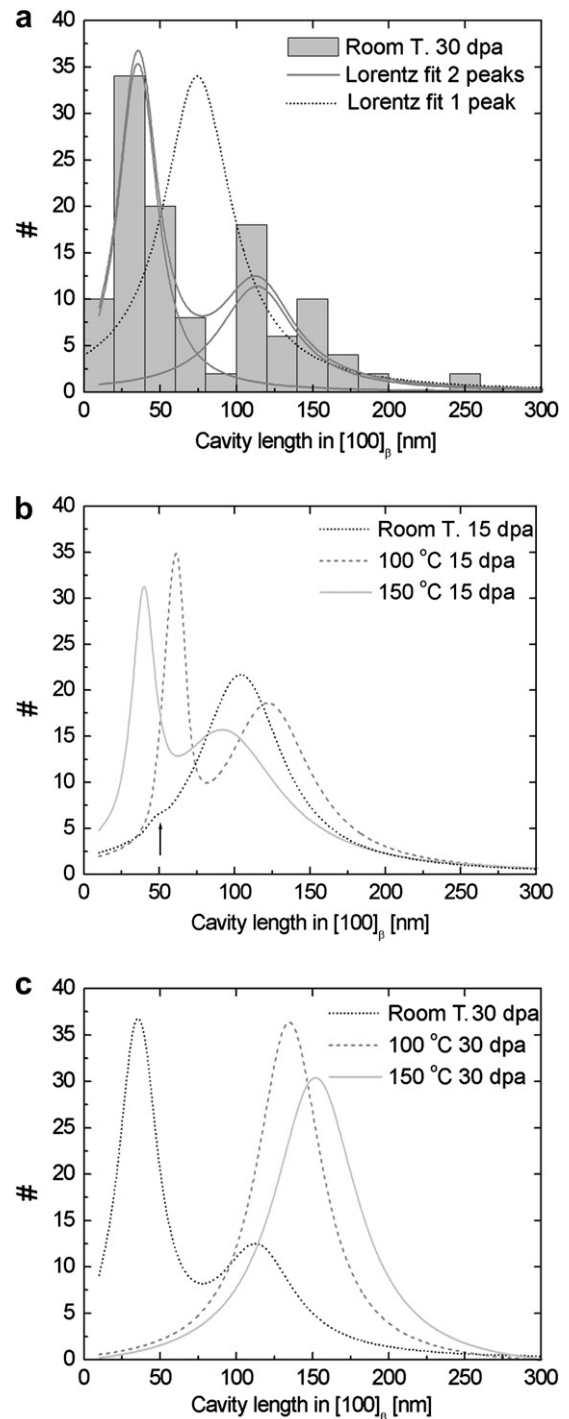 a
Room T. 30 dpa
Lorentz fit 2 peaks
Lorentz fit 1 peak
40
35
30
25
20
15
10
5
0
#
0 50 100 150 200 250 300
Cavity length in [100]β [nm]
b
Room T. 15 dpa
100 °C 15 dpa
150 °C 15 dpa
40
35
30
25
20
15
10
5
0
#
0 50 100 150 200 250 300
Cavity length in [100]β [nm]
c
Room T. 30 dpa
100 °C 30 dpa
150 °C 30 dpa
40
35
30
25
20
15
10
5
0
#
0 50 100 150 200 250 300
Cavity length in [100]β [nm]